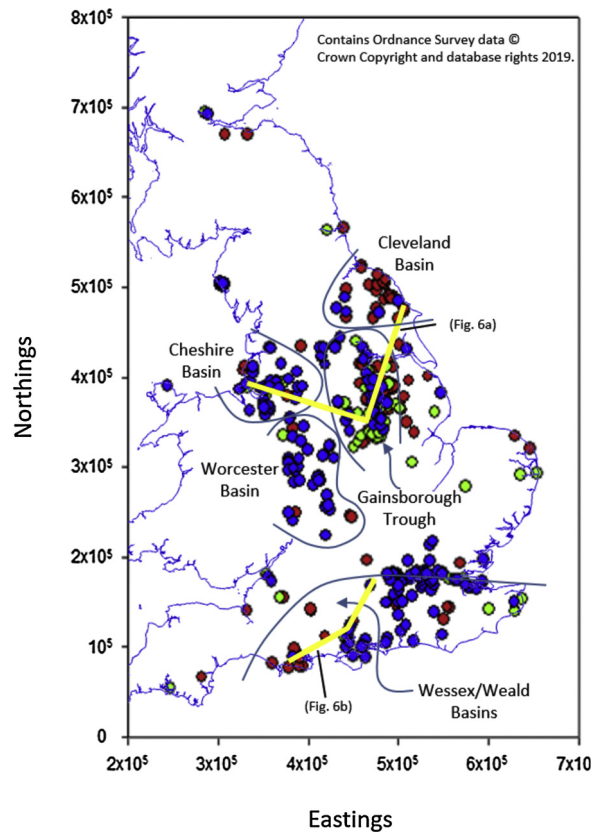 8x10⁵
Contains Ordnance Survey data ©
Crown Copyright and database rights 2019.
7x10⁵
6x10⁵
Cleveland
Basin
5x10⁵
(Fig. 6a)
Cheshire
Basin
4x10⁵
Northings
3x10⁵
Worcester
Basin
Gainsborough
Trough
2x10⁵
1x10⁵
Wessex/Weald
Basins
(Fig. 6b)
0
2x10⁵ 3x10⁵ 4x10⁵ 5x10⁵ 6x10⁵ 7x10
Eastings